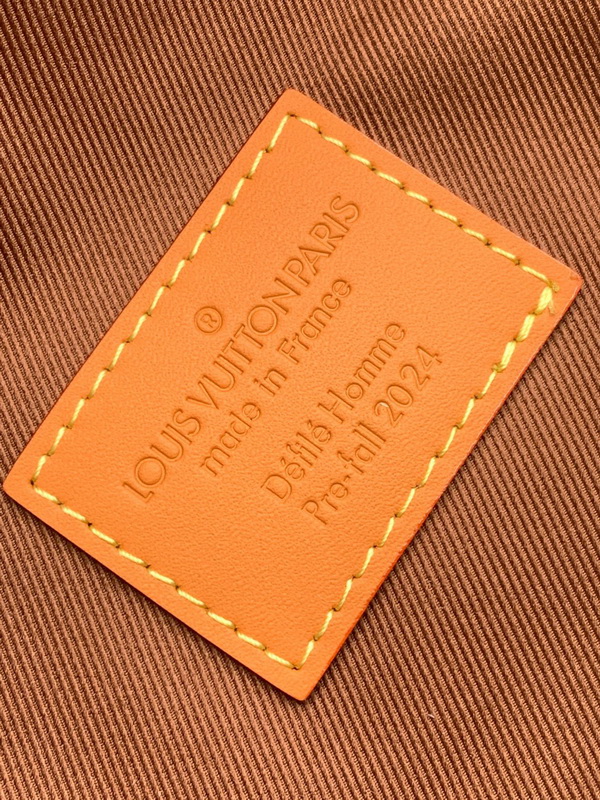 ®
LOUIS VUITTON PARIS
made in France
Défilé Homme
Pre-fall 2024